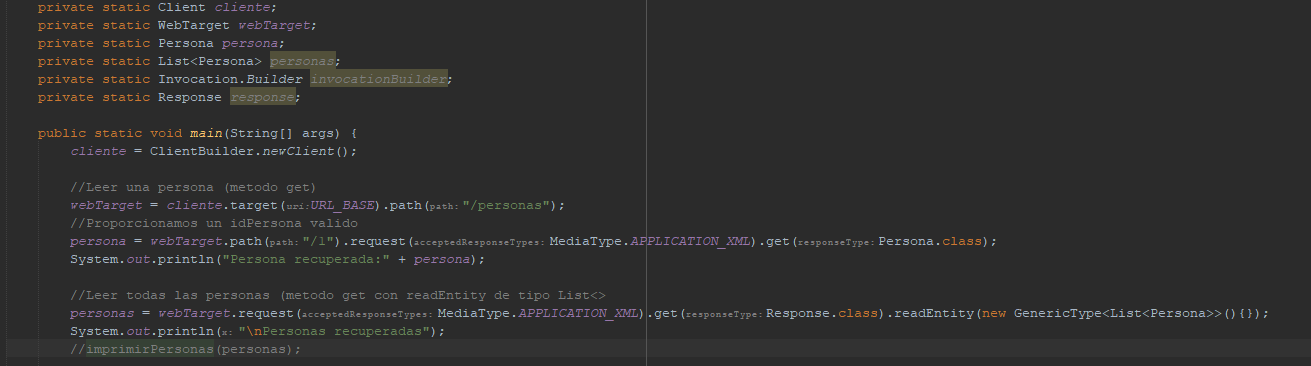 private static Client cliente;
private static WebTarget webTarget;
private static Persona persona;
private static List<Persona> personas;
private static Invocation.Builder invocationBuilder;
private static Response response;
public static void main(String[] args) {
cliente = ClientBuilder.newClient();
//Leer una persona (metodo get)
webTarget = cliente.target(uri: URL_BASE).path(path: "/personas");
//Proporcionamos un idPersona valido
persona = webTarget.path(path: "/1").request(acceptedResponseTypes: MediaType.APPLICATION_XML).get(responseType: Persona.class);
System.out.println("Persona recuperada:" + persona);
//Leer todas las personas (metodo get con readEntity de tipo List<>
personas = webTarget.request(acceptedResponseTypes: MediaType.APPLICATION_XML).get(responseType: Response.class).readEntity(new GenericType<List<Persona>>(){});
System.out.println(x: "\nPersonas recuperadas");
//imprimirPersonas(personas);